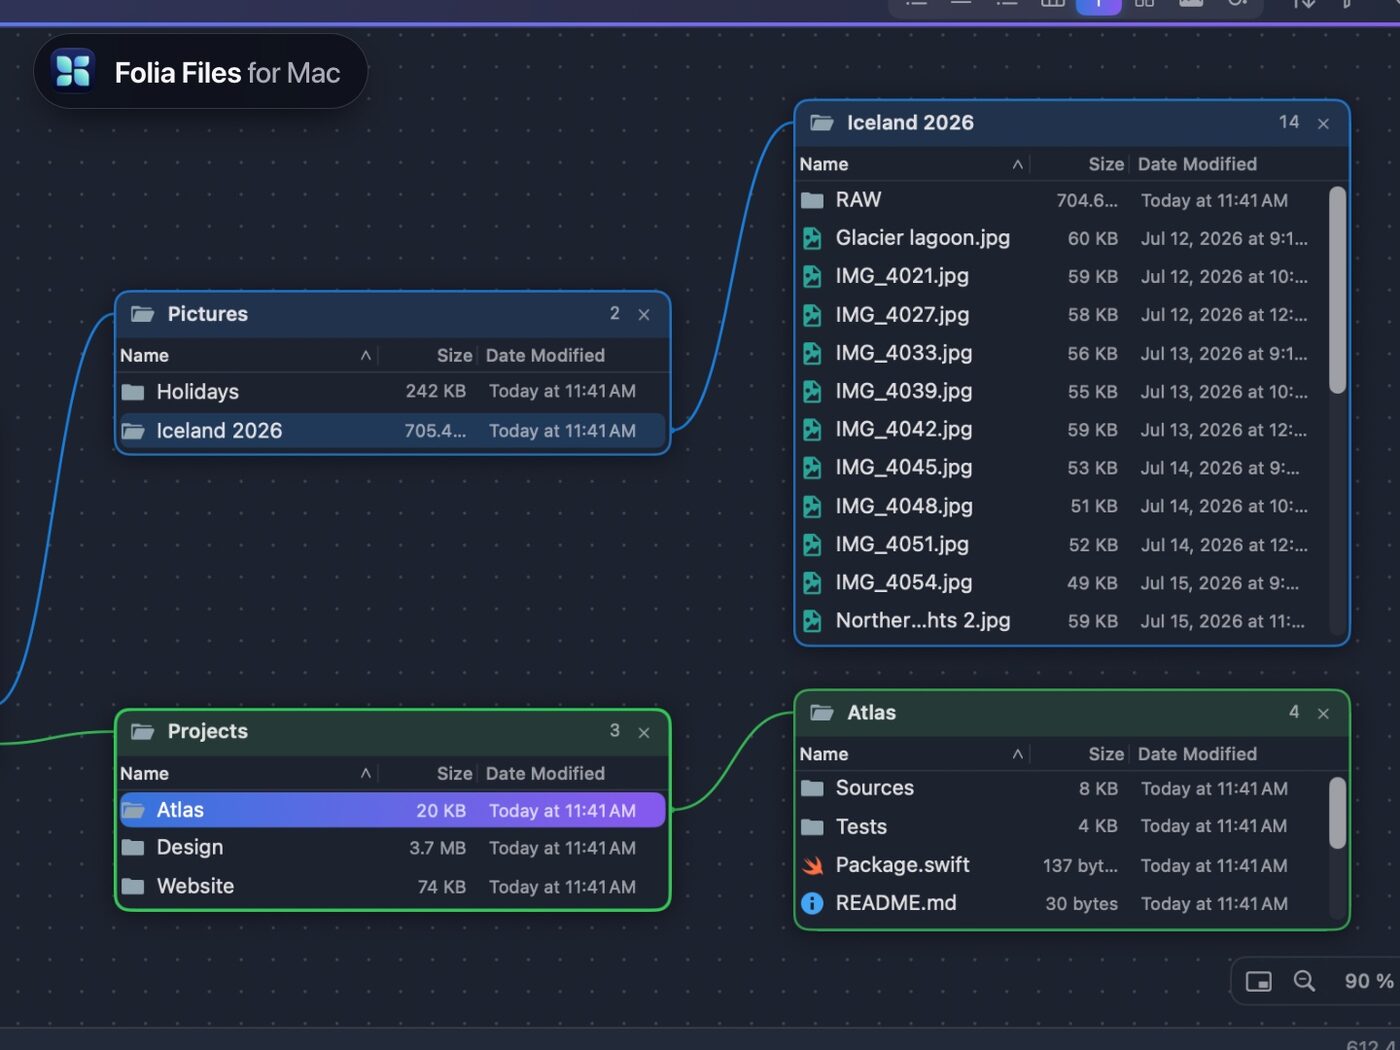 Folia Files for Mac
Iceland 2026 14
Name Size Date Modified
RAW 704.6... Today at 11:41 AM
Glacier lagoon.jpg 60 KB Jul 12, 2026 at 9:1...
IMG_4021.jpg 59 KB Jul 12, 2026 at 10:...
IMG_4027.jpg 58 KB Jul 12, 2026 at 12:...
IMG_4033.jpg 56 KB Jul 13, 2026 at 9:1...
IMG_4039.jpg 55 KB Jul 13, 2026 at 10:...
IMG_4042.jpg 59 KB Jul 13, 2026 at 12:...
IMG_4045.jpg 53 KB Jul 14, 2026 at 9:...
IMG_4048.jpg 51 KB Jul 14, 2026 at 10:...
IMG_4051.jpg 52 KB Jul 14, 2026 at 12:...
IMG_4054.jpg 49 KB Jul 15, 2026 at 9:...
Norther...hts 2.jpg 59 KB Jul 15, 2026 at 11:...
Pictures 2
Name Size Date Modified
Holidays 242 KB Today at 11:41 AM
Iceland 2026 705.4... Today at 11:41 AM
Projects 3
Name Size Date Modified
Atlas 20 KB Today at 11:41 AM
Design 3.7 MB Today at 11:41 AM
Website 74 KB Today at 11:41 AM
Atlas 4
Name Size Date Modified
Sources 8 KB Today at 11:41 AM
Tests 4 KB Today at 11:41 AM
Package.swift 137 byt... Today at 11:41 AM
README.md 30 bytes Today at 11:41 AM
90 %